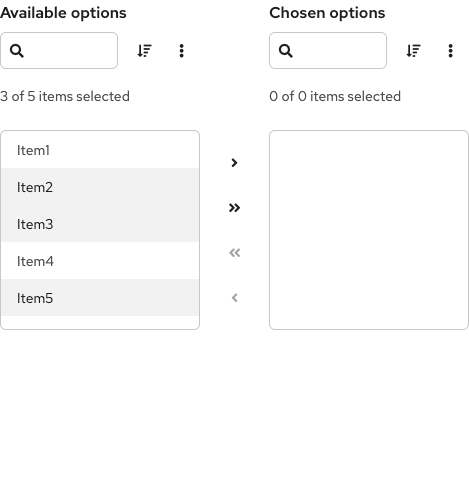 Available options
Chosen options
3 of 5 items selected
0 of 0 items selected
Item1
Item2
Item3
Item4
Item5